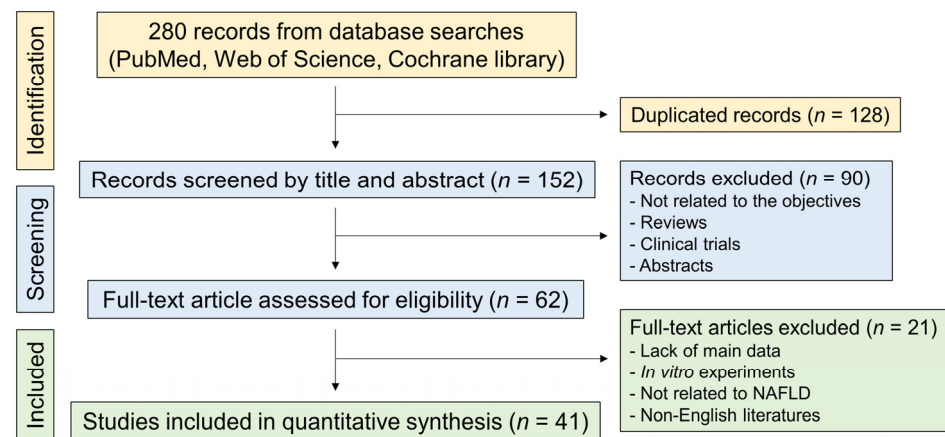 Identification
280 records from database searches
(PubMed, Web of Science, Cochrane library)
Duplicated records (n = 128)
Screening
Records screened by title and abstract (n = 152)
Records excluded (n = 90)
- Not related to the objectives
- Reviews
- Clinical trials
- Abstracts
Full-text article assessed for eligibility (n = 62)
Included
Full-text articles excluded (n = 21)
- Lack of main data
- In vitro experiments
- Not related to NAFLD
- Non-English literatures
Studies included in quantitative synthesis (n = 41)